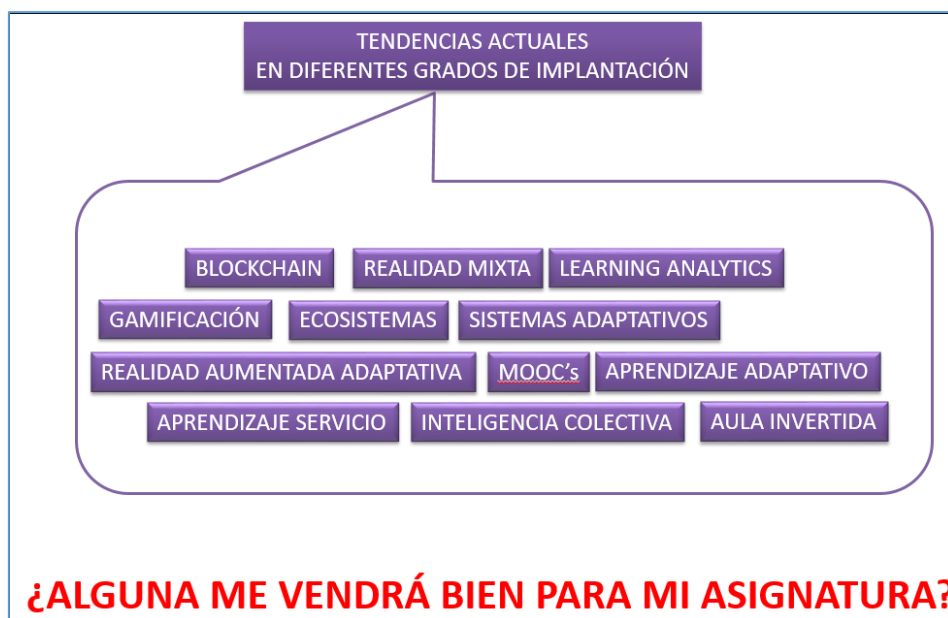 TENDENCIAS ACTUALES
EN DIFERENTES GRADOS DE IMPLANTACIÓN
BLOCKCHAIN REALIDAD MIXTA LEARNING ANALYTICS
GAMIFICACIÓN ECOSISTEMAS SISTEMAS ADAPTATIVOS
REALIDAD AUMENTADA ADAPTATIVA MOOC's APRENDIZAJE ADAPTATIVO
APRENDIZAJE SERVICIO INTELIGENCIA COLECTIVA AULA INVERTIDA
¿ALGUNA ME VENDRÁ BIEN PARA MI ASIGNATURA?